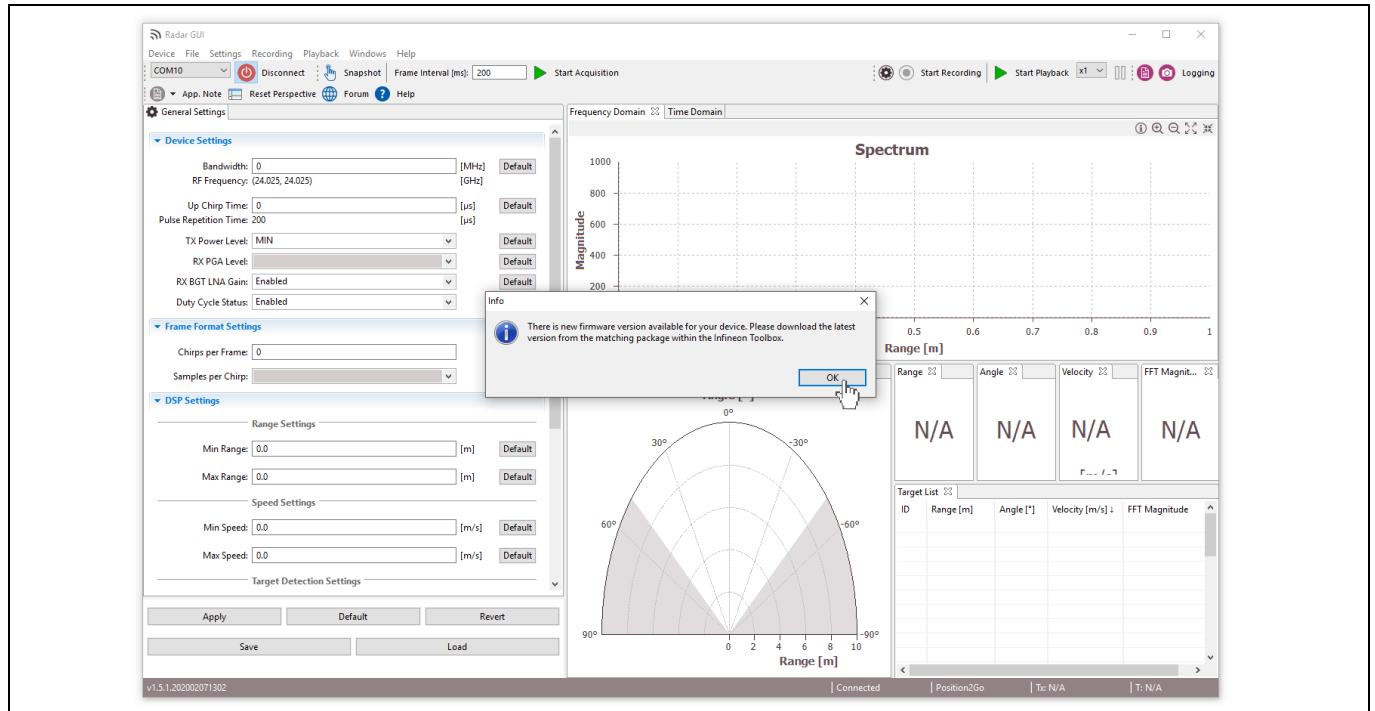 Radar GUI
Device File Settings Recording Playback Windows Help
COM10 Disconnect Snapshot Frame Interval [ms]: 200 Start Acquisition Start Recording Start Playback x1 Logging
App. Note Reset Perspective Forum ? Help
General Settings
Device Settings
Bandwidth: 0 [MHz] Default
RF Frequency: (24.025, 24.025) [GHz]
Up Chirp Time: 0 [µs] Default
Pulse Repetition Time: 200 [µs]
TX Power Level: MIN Default
RX PGA Level: Default
RX BGT LNA Gain: Enabled Default
Duty Cycle Status: Enabled
Frame Format Settings
Chirps per Frame: 0
Samples per Chirp:
DSP Settings
Range Settings
Min Range: 0.0 [m] Default
Max Range: 0.0 [m] Default
Speed Settings
Min Speed: 0.0 [m/s] Default
Max Speed: 0.0 [m/s] Default
Target Detection Settings
Apply Default Revert
Save Load
Frequency Domain Time Domain
Spectrum
Magnitude
1000
800
600
400
200
0.5 0.6 0.7 0.8 0.9 1
Range [m]
Info
There is new firmware version available for your device. Please download the latest
version from the matching package within the Infineon Toolbox.
OK
0°
30° -30°
60° -60°
90° -90°
0 2 4 6 8 10
Range [m]
Range Angle Velocity FFT Magnit...
N/A N/A N/A N/A
Target List
ID Range [m] Angle [°] Velocity [m/s] ↓ FFT Magnitude
v1.5.1.202002071302 Connected Position2Go Tx: N/A T: N/A